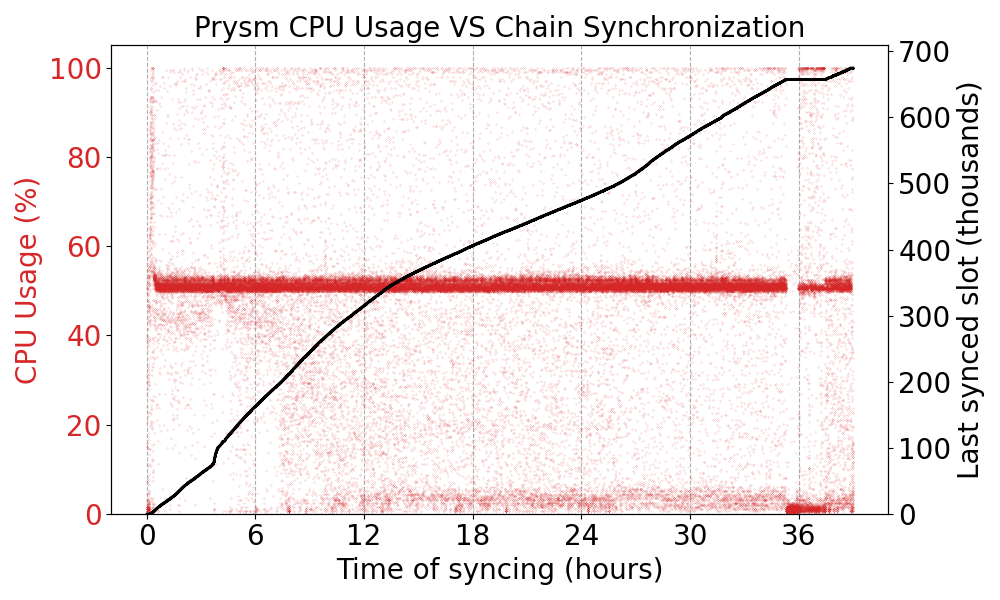 Prysm CPU Usage VS Chain Synchronization
CPU Usage (%)
100
80
60
40
20
0
700
600
500
400
300
200
100
0
Last synced slot (thousands)
0 6 12 18 24 30 36
Time of syncing (hours)